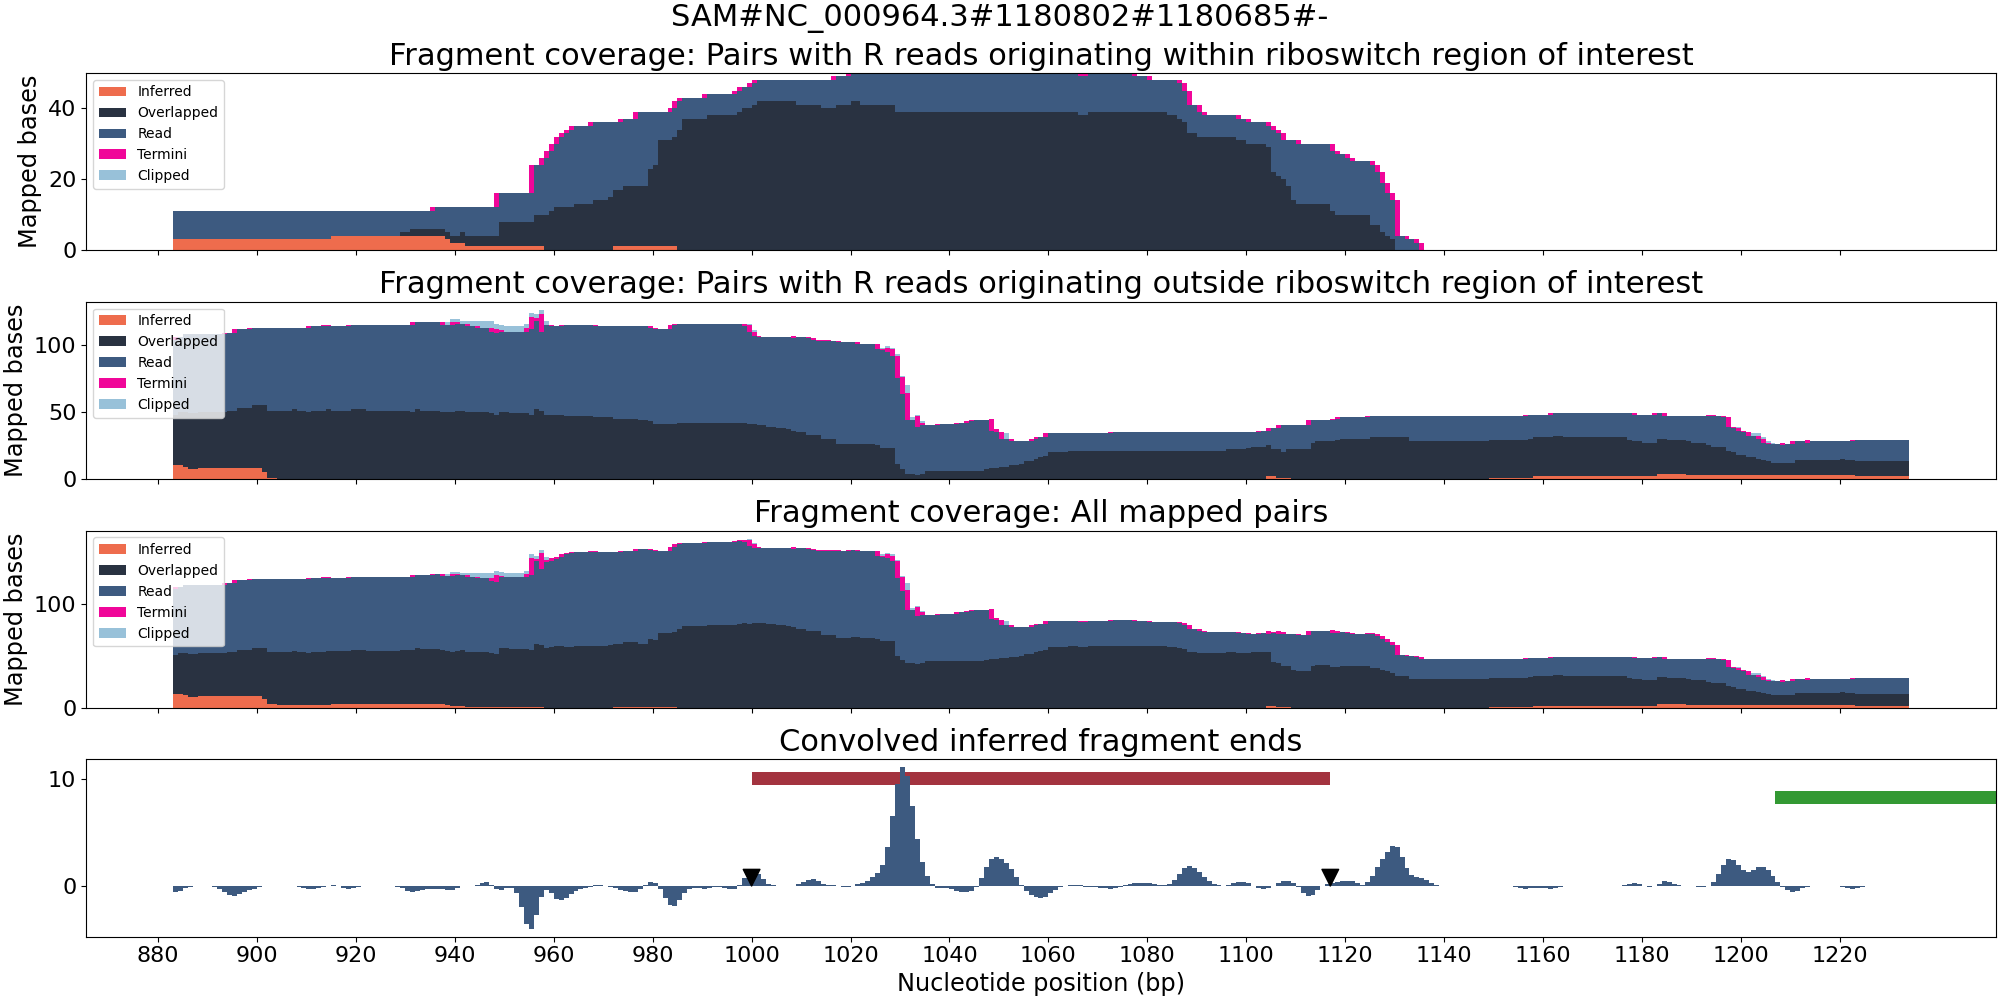 SAM#NC_000964.3#1180802#1180685#-
Fragment coverage: Pairs with R reads originating within riboswitch region of interest
Mapped bases
40
20
0
Inferred
Overlapped
Read
Termini
Clipped
Fragment coverage: Pairs with R reads originating outside riboswitch region of interest
Mapped bases
100
50
0
Inferred
Overlapped
Read
Termini
Clipped
Fragment coverage: All mapped pairs
Mapped bases
100
0
Inferred
Overlapped
Read
Termini
Clipped
Convolved inferred fragment ends
10
0
880 900 920 940 960 980 1000 1020 1040 1060 1080 1100 1120 1140 1160 1180 1200 1220
Nucleotide position (bp)